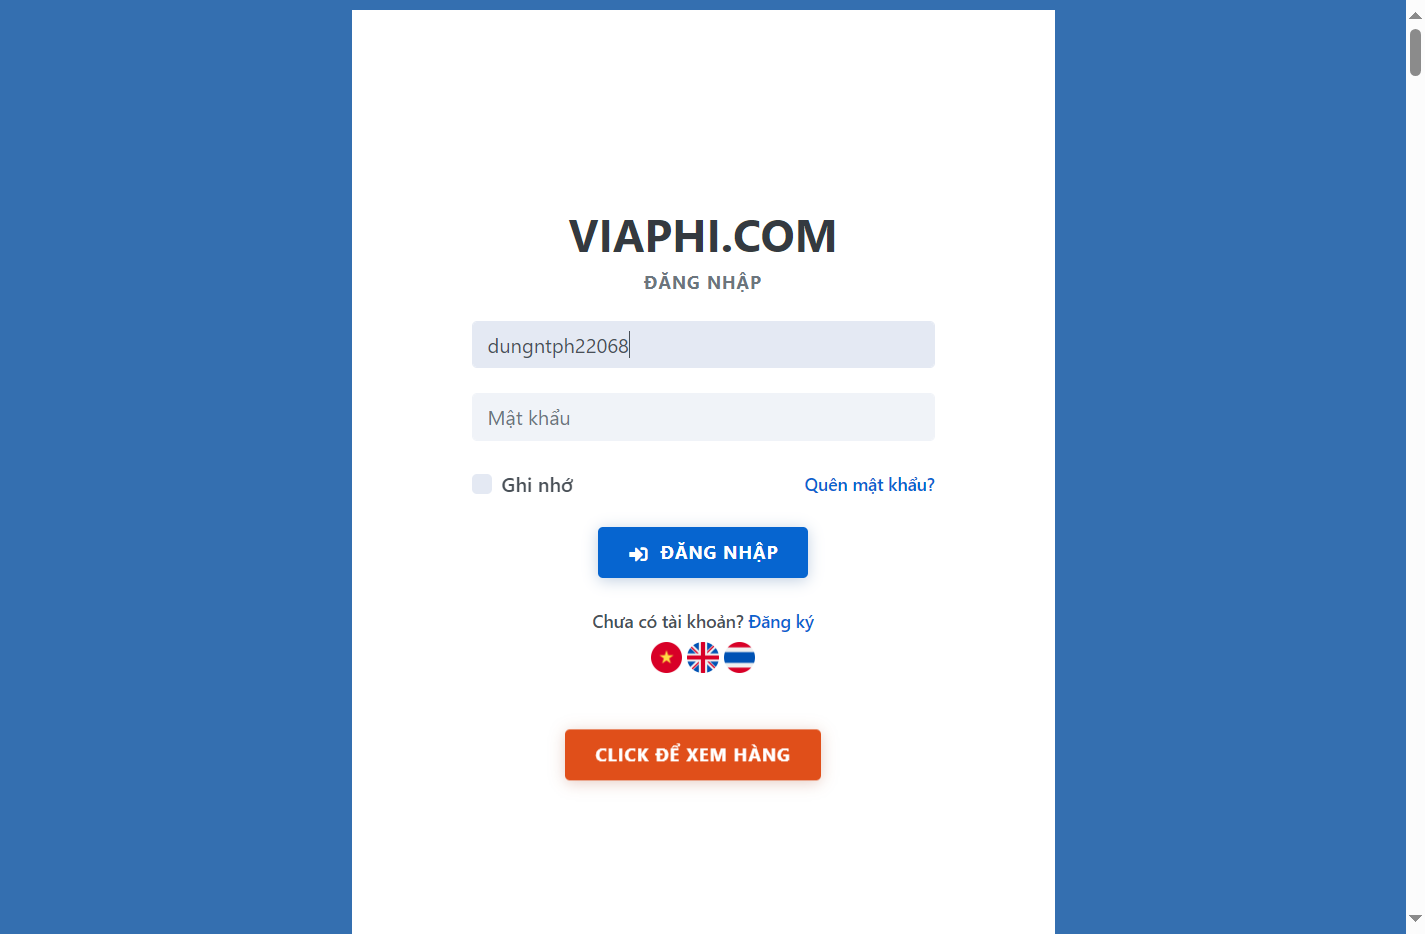 VIAPHI.COM
ĐĂNG NHẬP
dungntph22068
Mật khẩu
Ghi nhớ
Quên mật khẩu?
ĐĂNG NHẬP
Chưa có tài khoản? Đăng ký
CLICK ĐỂ XEM HÀNG